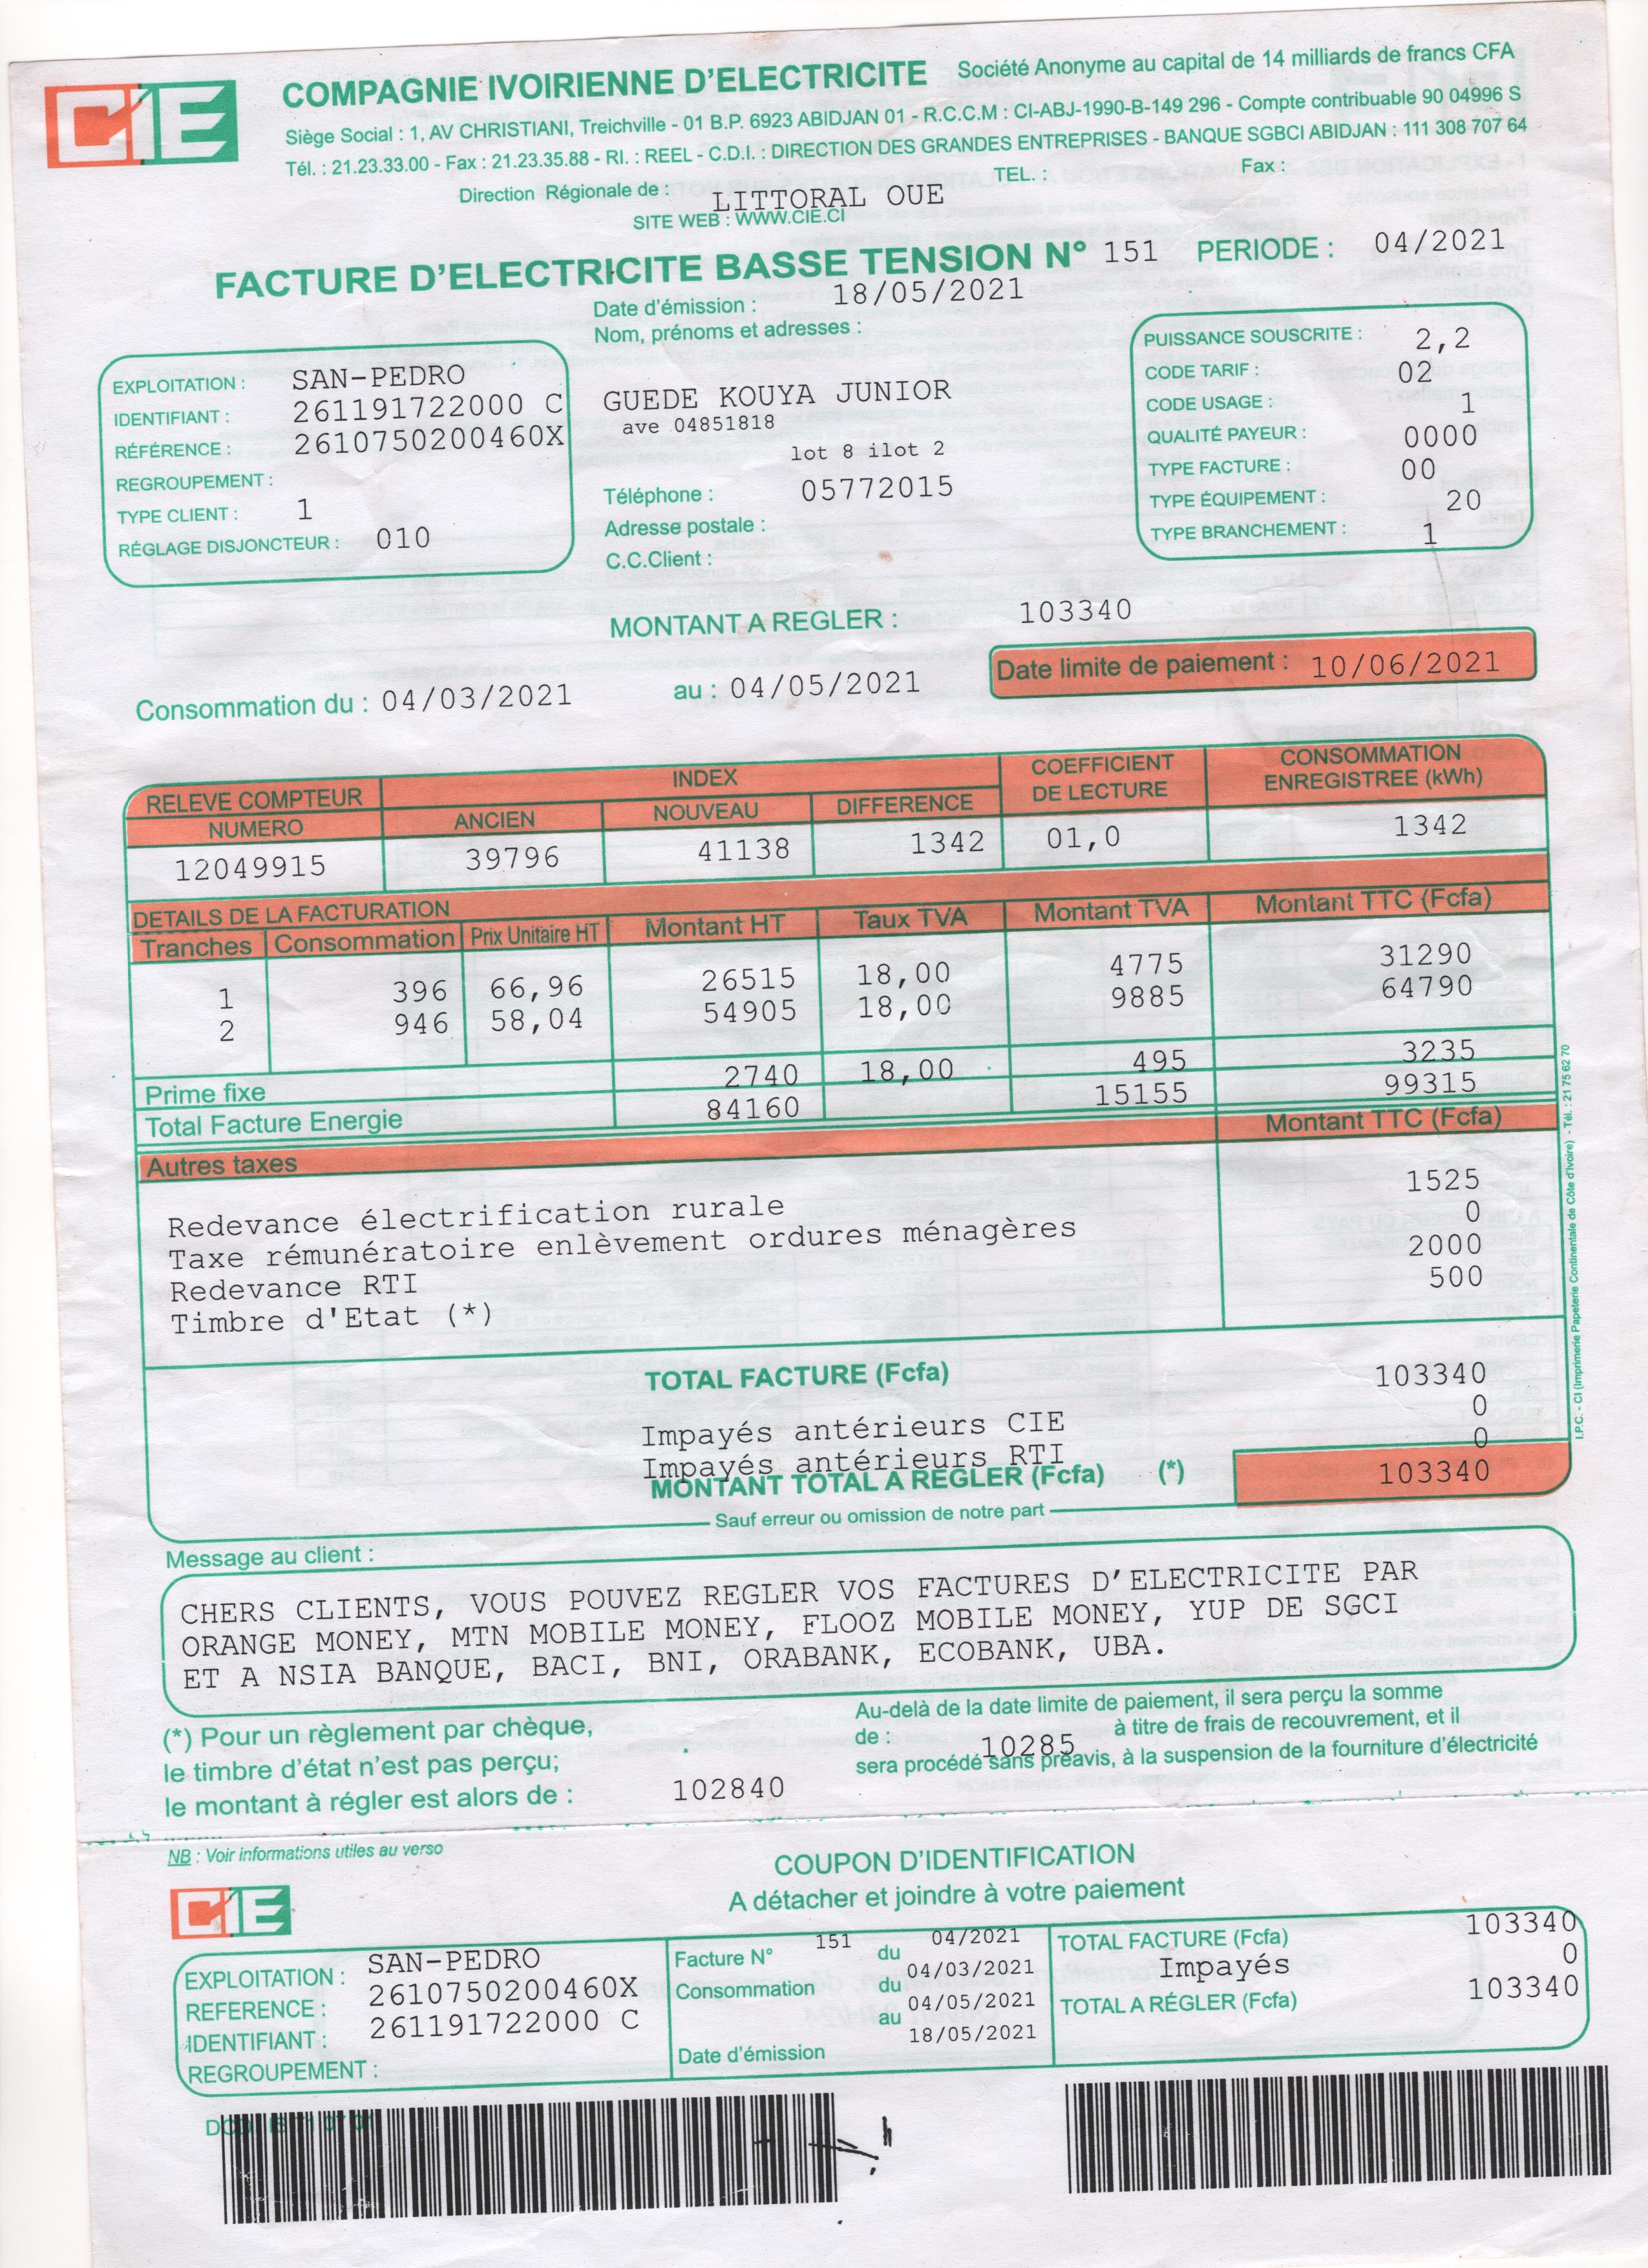 CIE
COMPAGNIE IVOIRIENNE D'ELECTRICITE Société Anonyme au capital de 14 milliards de francs CFA
Siège Social : 1, AV CHRISTIANI, Treichville - 01 B.P. 6923 ABIDJAN 01 - R.C.C.M : CI-ABJ-1990-B-149 296 - Compte contribuable 90 04996 S
Tél. : 21.23.33.00 - Fax : 21.23.35.88 - RI. : REEL - C.D.I. : DIRECTION DES GRANDES ENTREPRISES - BANQUE SGBCI ABIDJAN : 111 308 707 64
Direction Régionale de : LITTORAL OUE TEL. : Fax :
SITE WEB : WWW.CIE.CI
FACTURE D'ELECTRICITE BASSE TENSION N° 151 PERIODE : 04/2021
Date d'émission : 18/05/2021
Nom, prénoms et adresses :
EXPLOITATION : SAN-PEDRO
IDENTIFIANT : 261191722000 C
RÉFÉRENCE : 2610750200460X
REGROUPEMENT :
TYPE CLIENT : 1
RÉGLAGE DISJONCTEUR : 010
GUEDE KOUYA JUNIOR
ave 04851818
lot 8 ilot 2
Téléphone : 05772015
Adresse postale :
C.C.Client :
PUISSANCE SOUSCRITE : 2,2
CODE TARIF : 02
CODE USAGE : 1
QUALITÉ PAYEUR : 0000
TYPE FACTURE : 00
TYPE ÉQUIPEMENT : 20
TYPE BRANCHEMENT : 1
MONTANT A REGLER : 103340
Consommation du : 04/03/2021 au : 04/05/2021 Date limite de paiement : 10/06/2021
RELEVE COMPTEUR INDEX COEFFICIENT DE LECTURE CONSOMMATION ENREGISTREE (kWh)
NUMERO ANCIEN NOUVEAU DIFFERENCE
12049915 39796 41138 1342 01,0 1342
DETAILS DE LA FACTURATION
Tranches Consommation Prix Unitaire HT Montant HT Taux TVA Montant TVA Montant TTC (Fcfa)
1 396 66,96 26515 18,00 4775 31290
2 946 58,04 54905 18,00 9885 64790
Prime fixe 2740 18,00 495 3235
Total Facture Energie 84160 15155 99315
Autres taxes Montant TTC (Fcfa)
Redevance électrification rurale 1525
Taxe rémunératoire enlèvement ordures ménagères 0
Redevance RTI 2000
Timbre d'Etat (*) 500
TOTAL FACTURE (Fcfa) 103340
Impayés antérieurs CIE 0
Impayés antérieurs RTI 0
MONTANT TOTAL A REGLER (Fcfa) (*) 103340
Sauf erreur ou omission de notre part
I.P.C. - CI (Imprimerie Papeterie Continentale de Côte d'Ivoire) - Tél. : 21 75 62 70
Message au client :
CHERS CLIENTS, VOUS POUVEZ REGLER VOS FACTURES D'ELECTRICITE PAR
ORANGE MONEY, MTN MOBILE MONEY, FLOOZ MOBILE MONEY, YUP DE SGCI
ET A NSIA BANQUE, BACI, BNI, ORABANK, ECOBANK, UBA.
(*) Pour un règlement par chèque,
le timbre d'état n'est pas perçu;
le montant à régler est alors de : 102840
Au-delà de la date limite de paiement, il sera perçu la somme
de : 10285 à titre de frais de recouvrement, et il
sera procédé sans préavis, à la suspension de la fourniture d'électricité
NB : Voir informations utiles au verso
CIE
COUPON D'IDENTIFICATION
A détacher et joindre à votre paiement
EXPLOITATION : SAN-PEDRO
REFERENCE : 2610750200460X
IDENTIFIANT : 261191722000 C
REGROUPEMENT :
Facture N° 151 du 04/2021
Consommation du 04/03/2021
au 04/05/2021
Date d'émission 18/05/2021
TOTAL FACTURE (Fcfa) 103340
Impayés 0
TOTAL A RÉGLER (Fcfa) 103340